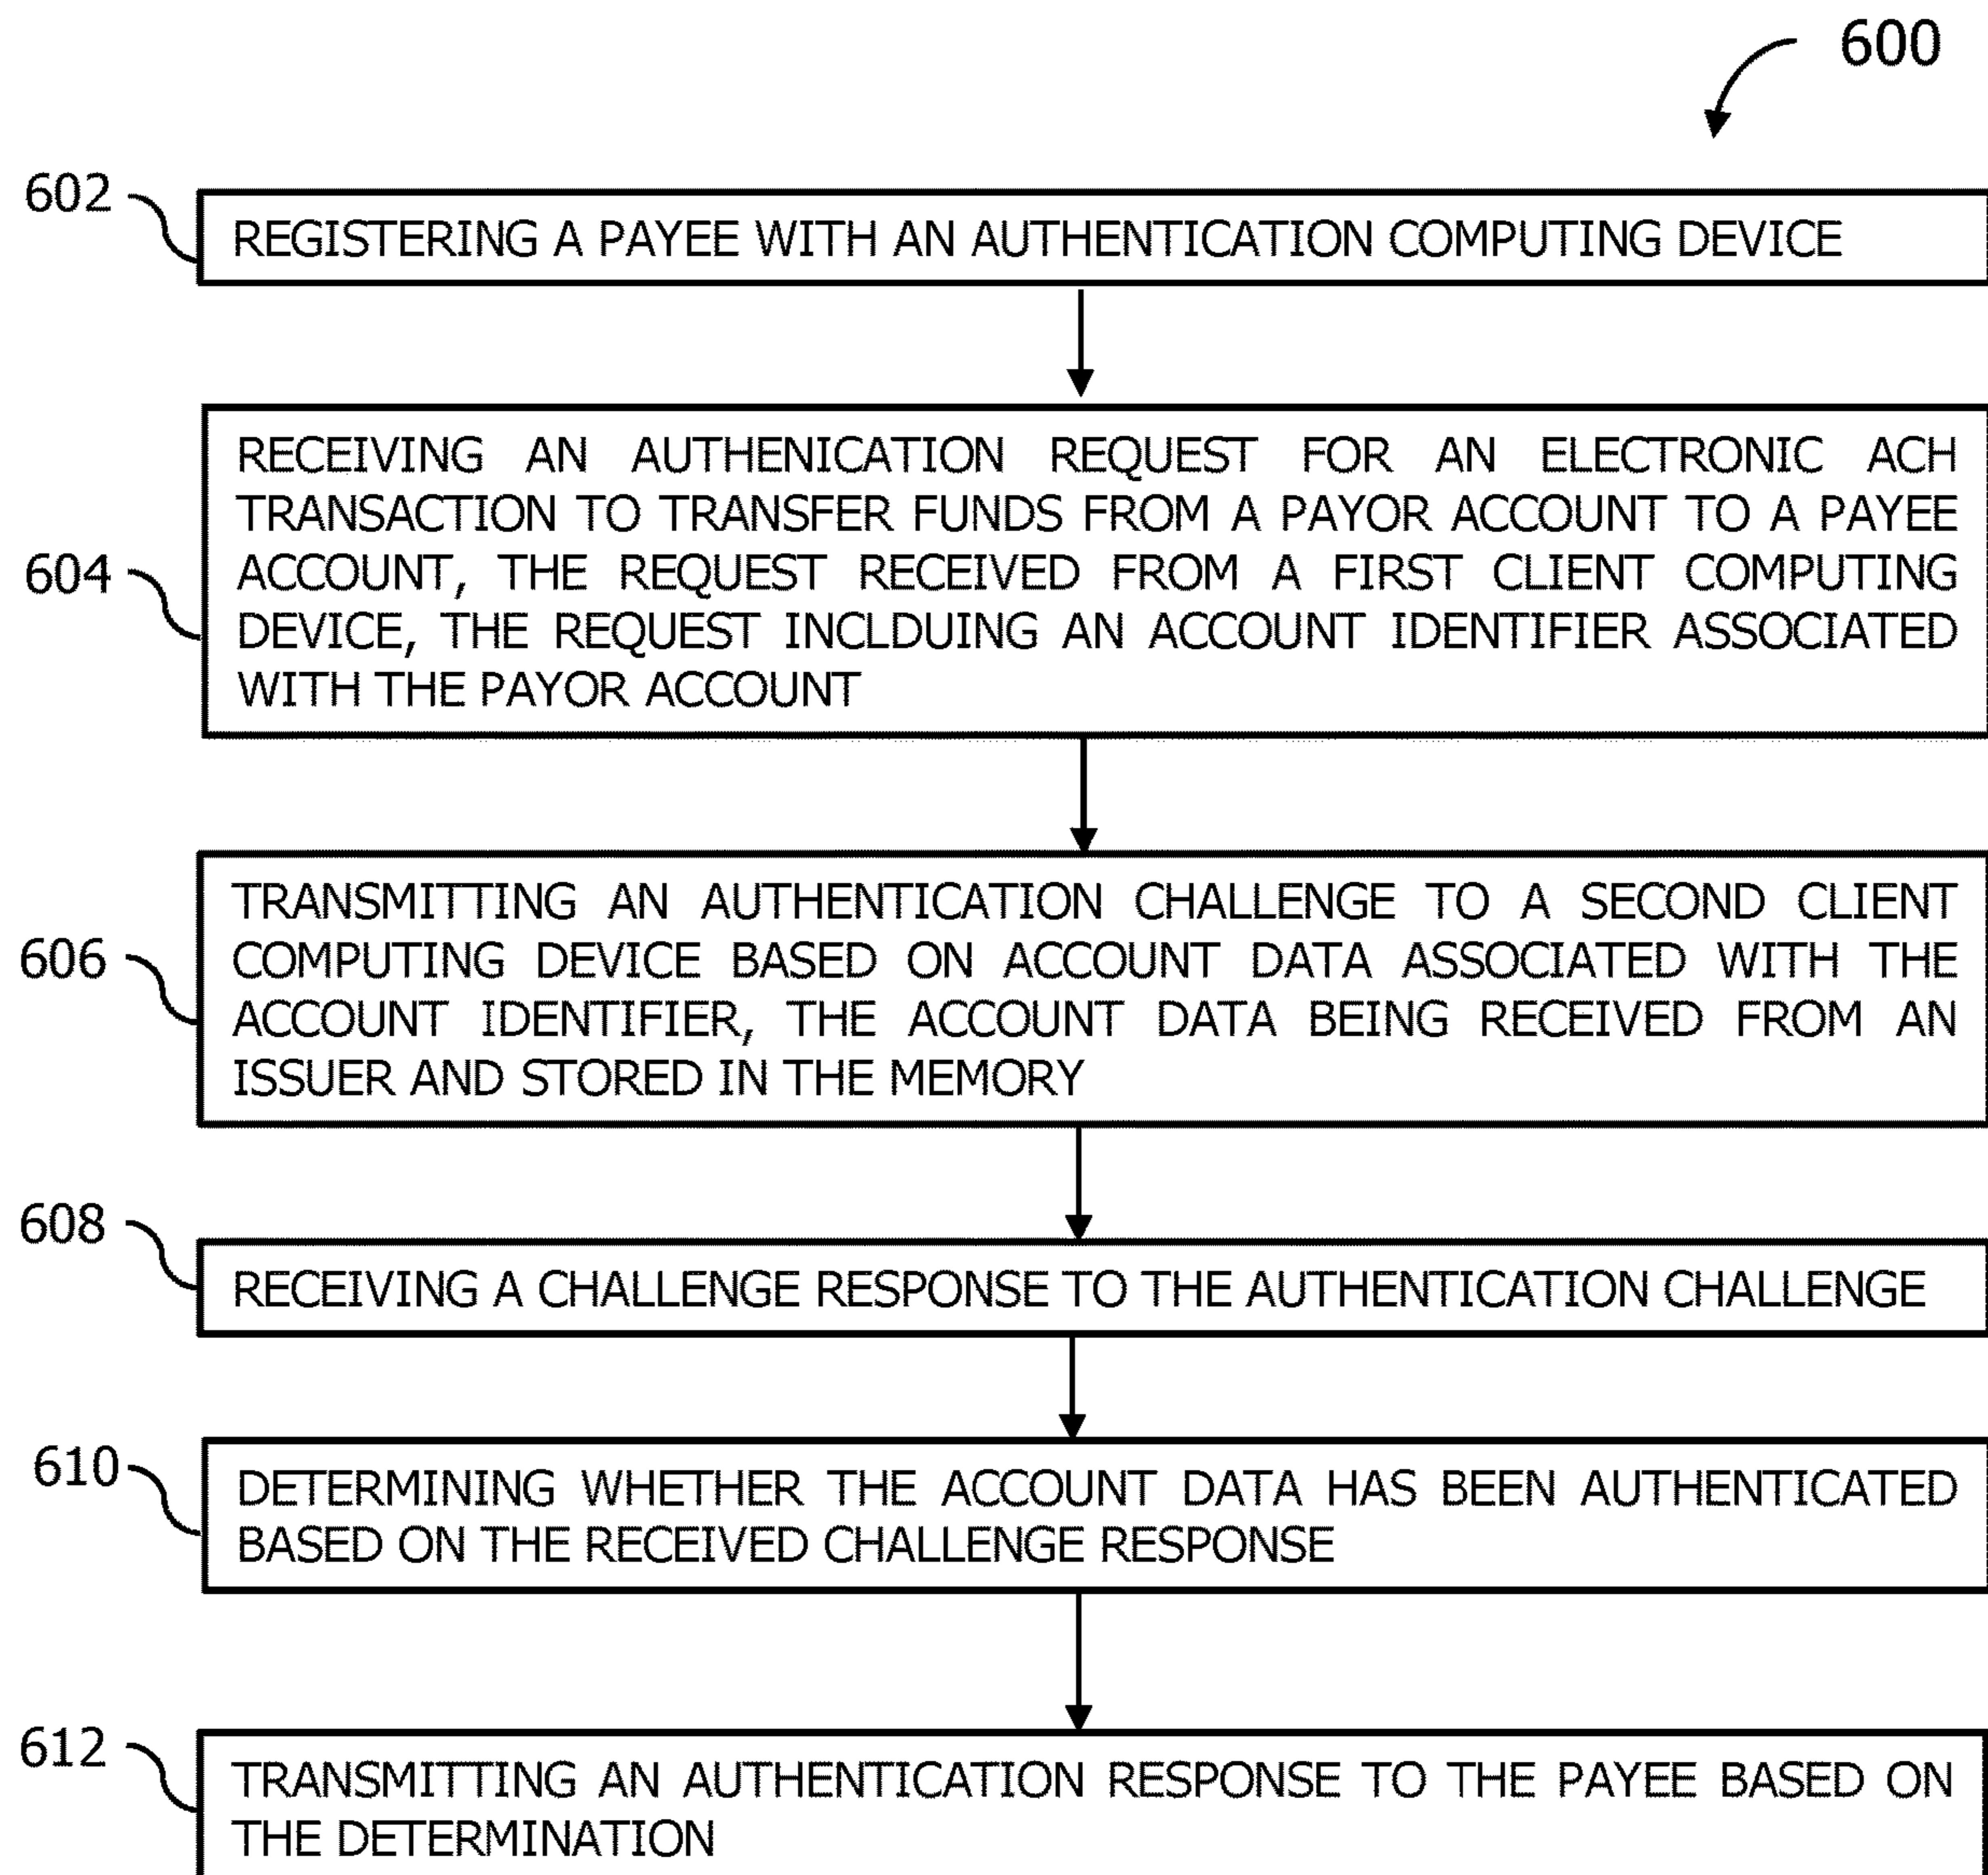 600
602
REGISTERING A PAYEE WITH AN AUTHENTICATION COMPUTING DEVICE
604
RECEIVING AN AUTHENICATION REQUEST FOR AN ELECTRONIC ACH
TRANSACTION TO TRANSFER FUNDS FROM A PAYOR ACCOUNT TO A PAYEE
ACCOUNT, THE REQUEST RECEIVED FROM A FIRST CLIENT COMPUTING
DEVICE, THE REQUEST INCLDUING AN ACCOUNT IDENTIFIER ASSOCIATED
WITH THE PAYOR ACCOUNT
606
TRANSMITTING AN AUTHENTICATION CHALLENGE TO A SECOND CLIENT
COMPUTING DEVICE BASED ON ACCOUNT DATA ASSOCIATED WITH THE
ACCOUNT IDENTIFIER, THE ACCOUNT DATA BEING RECEIVED FROM AN
ISSUER AND STORED IN THE MEMORY
608
RECEIVING A CHALLENGE RESPONSE TO THE AUTHENTICATION CHALLENGE
610
DETERMINING WHETHER THE ACCOUNT DATA HAS BEEN AUTHENTICATED
BASED ON THE RECEIVED CHALLENGE RESPONSE
612
TRANSMITTING AN AUTHENTICATION RESPONSE TO THE PAYEE BASED ON
THE DETERMINATION